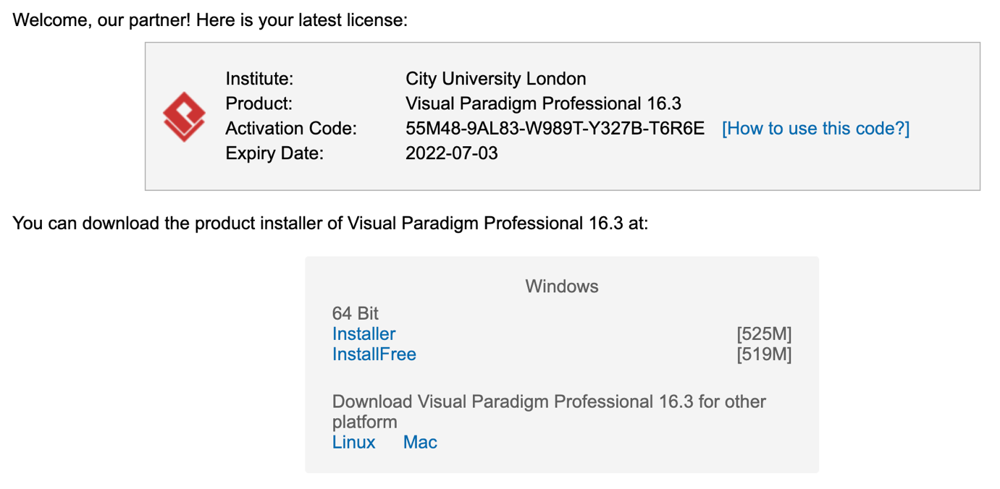 Welcome, our partner! Here is your latest license:
Institute: City University London
Product: Visual Paradigm Professional 16.3
Activation Code: 55M48-9AL83-W989T-Y327B-T6R6E [How to use this code?]
Expiry Date: 2022-07-03
You can download the product installer of Visual Paradigm Professional 16.3 at:
Windows
64 Bit
Installer [525M]
InstallFree [519M]
Download Visual Paradigm Professional 16.3 for other
platform
Linux Mac